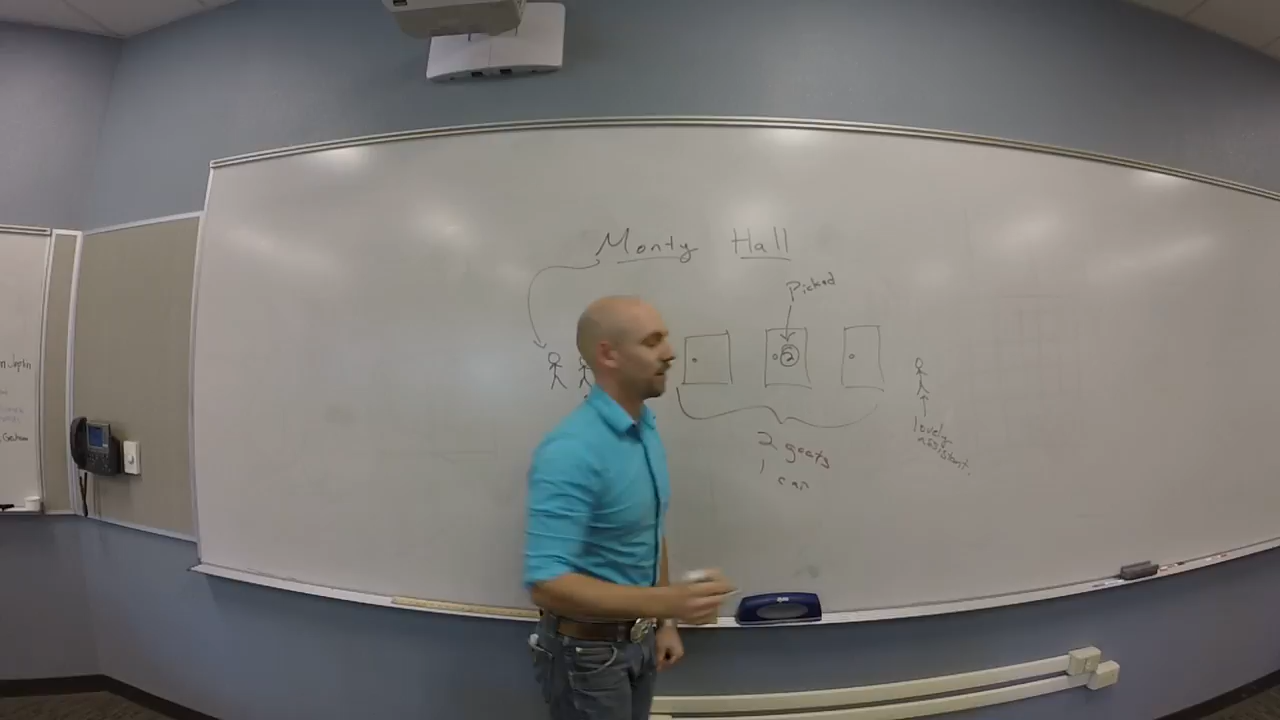 Monty Hall
Picked
2
2 goats
1 car
lovely
assistant.